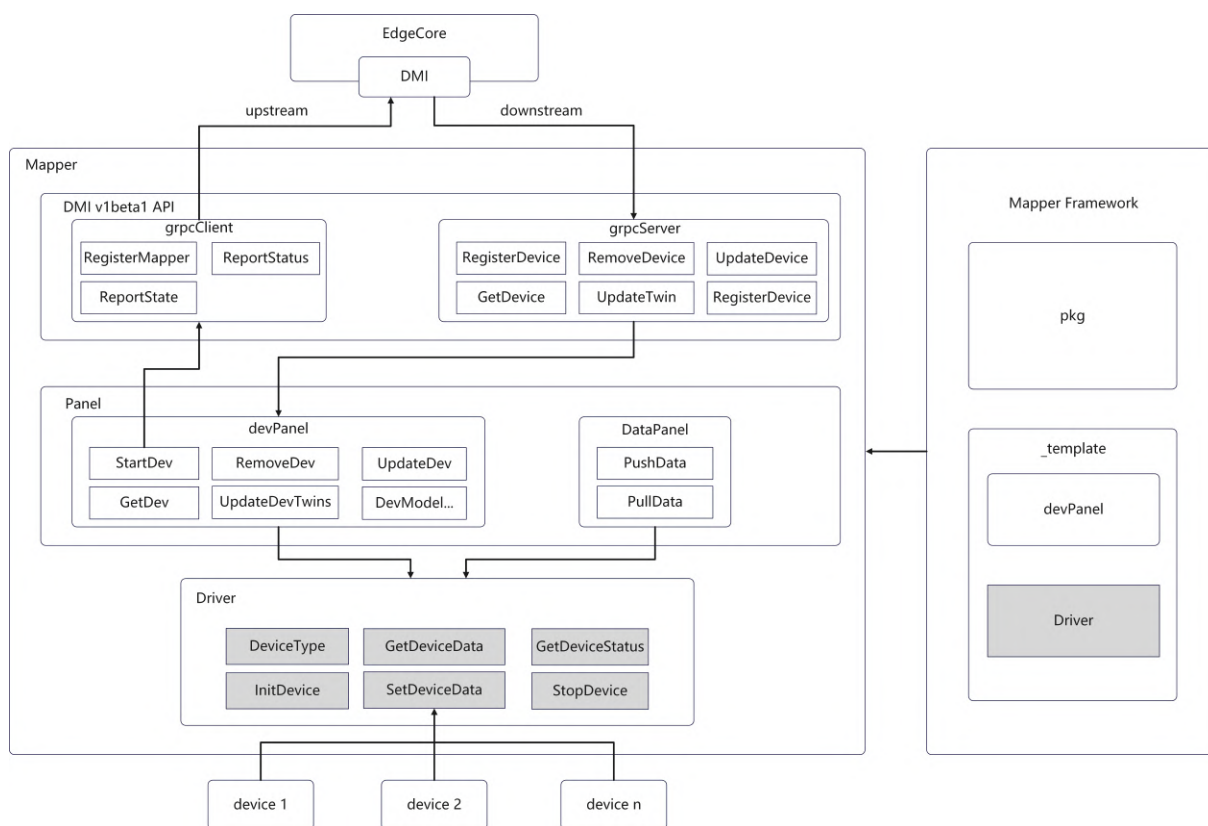 EdgeCore
DMI
upstream
downstream
Mapper
DMI v1beta1 API
grpcClient
RegisterMapper
ReportStatus
ReportState
grpcServer
RegisterDevice
RemoveDevice
UpdateDevice
GetDevice
UpdateTwin
RegisterDevice
Panel
devPanel
StartDev
RemoveDev
UpdateDev
GetDev
UpdateDevTwins
DevModel...
DataPanel
PushData
PullData
Driver
DeviceType
GetDeviceData
GetDeviceStatus
InitDevice
SetDeviceData
StopDevice
device 1
device 2
device n
Mapper Framework
pkg
_template
devPanel
Driver